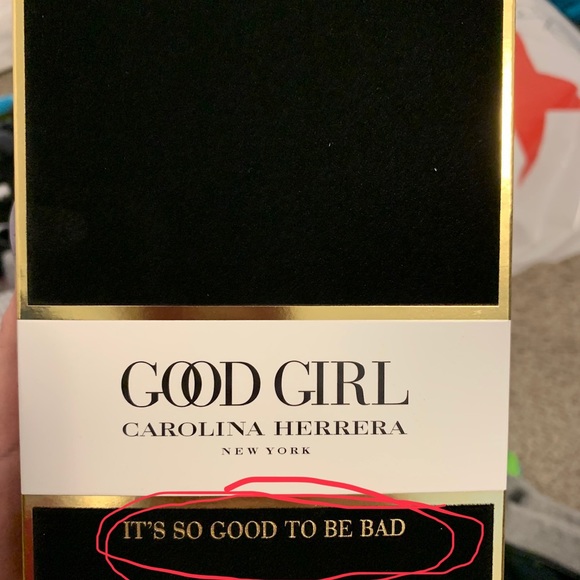 GOOD GIRL
CAROLINA HERRERA
NEW YORK
IT'S SO GOOD TO BE BAD